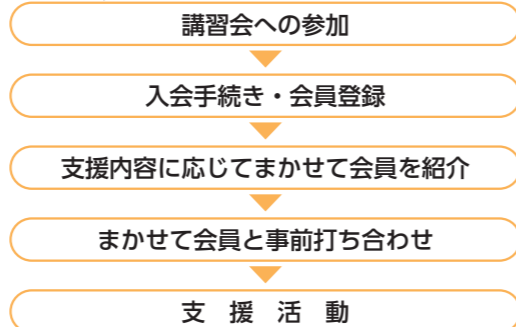 講習会への参加
入会手続き・会員登録
支援内容に応じてまかせて会員を紹介
まかせて会員と事前打ち合わせ
支　援　活　動